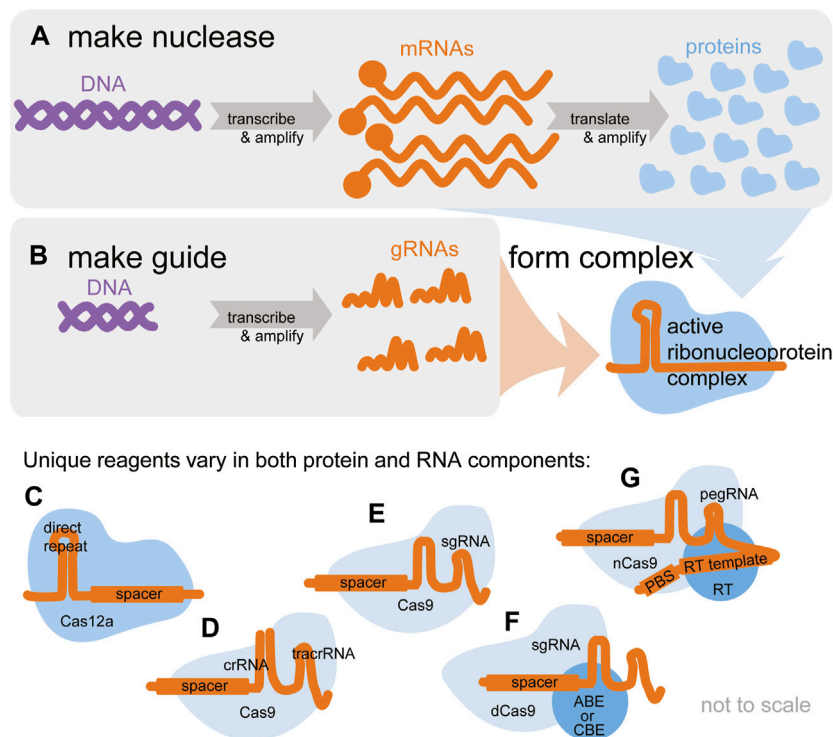 A make nuclease
DNA
transcribe
& amplify
mRNAs
translate
& amplify
proteins
B make guide
DNA
transcribe
& amplify
gRNAs
form complex
active
ribonucleoprotein
complex
Unique reagents vary in both protein and RNA components:
C
direct
repeat
spacer
Cas12a
D
crRNA
tracrRNA
spacer
Cas9
E
sgRNA
spacer
Cas9
F
sgRNA
spacer
dCas9
ABE
or
CBE
G
pegRNA
spacer
nCas9
PBS
RT template
RT
not to scale